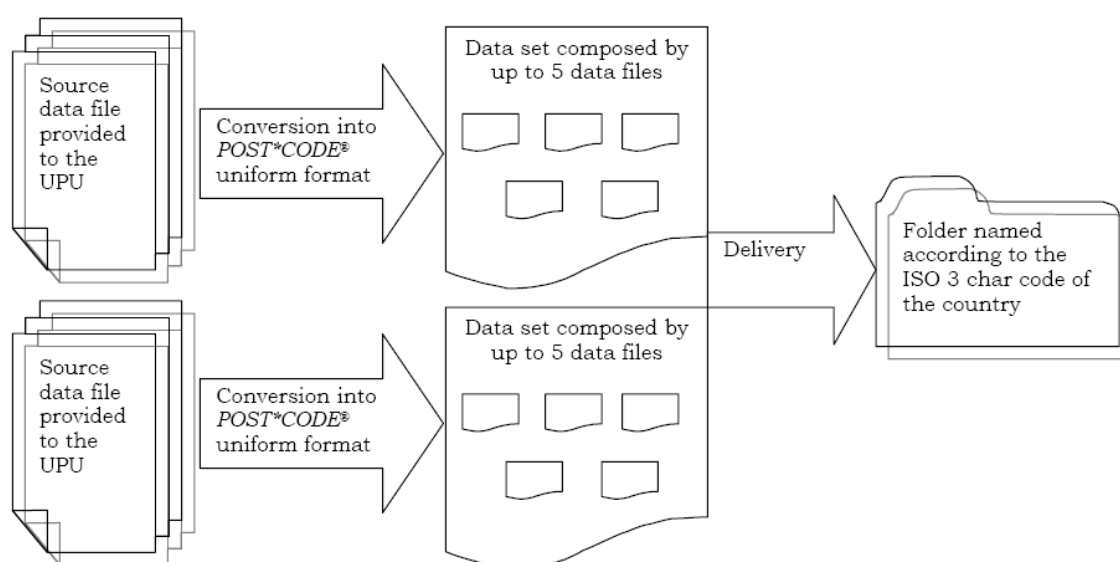 Source
data file
provided
to the
UPU
Conversion into
POST*CODE®
uniform format
Data set composed by
up to 5 data files
Delivery
Folder named
according to the
ISO 3 char code of
the country
Source
data file
provided
to the
UPU
Conversion into
POST*CODE®
uniform format
Data set composed by
up to 5 data files